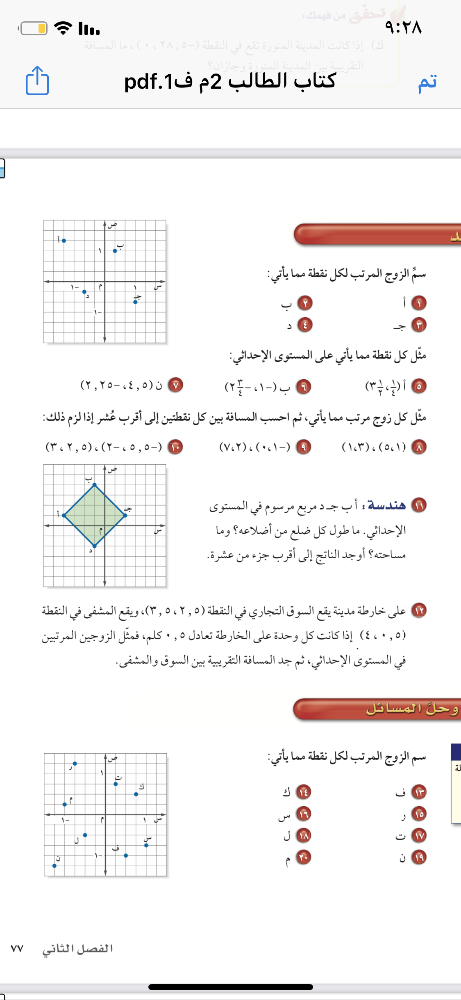 تحقّق من فهمك:
٩:٢٨
ك) إذا كانت المدينة المنورة تقع في النقطة (-٥,٢٨، ٠)، ما المسافة
التقريبية بين المدينة المنورة وجازان؟
كتاب الطالب 2م ف1.pdf
تم
ص
أ
ب
١
١-
م
١
س
د
جـ
١-
سمِّ الزوج المرتب لكل نقطة مما يأتي:
١ أ
٢ ب
٣ جـ
٤ د
مثّل كل نقطة مما يأتي على المستوى الإحداثي:
٥ أ (١/٤، ٣ ١/٢)
٦ ب (-١، -٢ ٣/٤)
٧ ن (٤,٥، -٢,٢٥)
مثّل كل زوج مرتب مما يأتي، ثم احسب المسافة بين كل نقطتين إلى أقرب عُشر إذا لزم ذلك:
٨ (٥،١)، (١،٣)
٩ (-٠،١)، (٧،٢)
١٠ (-٥,٥، -٢)، (٢,٥، ٣)
ص
ب
أ
جـ
م
س
د
١١ هندسة: أ ب جـ د مربع مرسوم في المستوى
الإحداثي. ما طول كل ضلع من أضلاعه؟ وما
مساحته؟ أوجد الناتج إلى أقرب جزء من عشرة.
١٢ على خارطة مدينة يقع السوق التجاري في النقطة (٢,٥، ٣,٥)، ويقع المشفى في النقطة
(٠,٥، ٤) إذا كانت كل وحدة على الخارطة تعادل ٠,٥ كلم، فمثّل الزوجين المرتبين
في المستوى الإحداثي، ثم جد المسافة التقريبية بين السوق والمشفى.
وحلَّ المسائل
سم الزوج المرتب لكل نقطة مما يأتي:
١٣ ف
١٤ ك
١٥ ر
١٦ س
١٧ ت
١٨ ل
١٩ ن
٢٠ م
ص
ر
١
ت
ك
م
١-
م
١
س
ل
ف
س
١-
ن
الفصل الثاني ٧٧